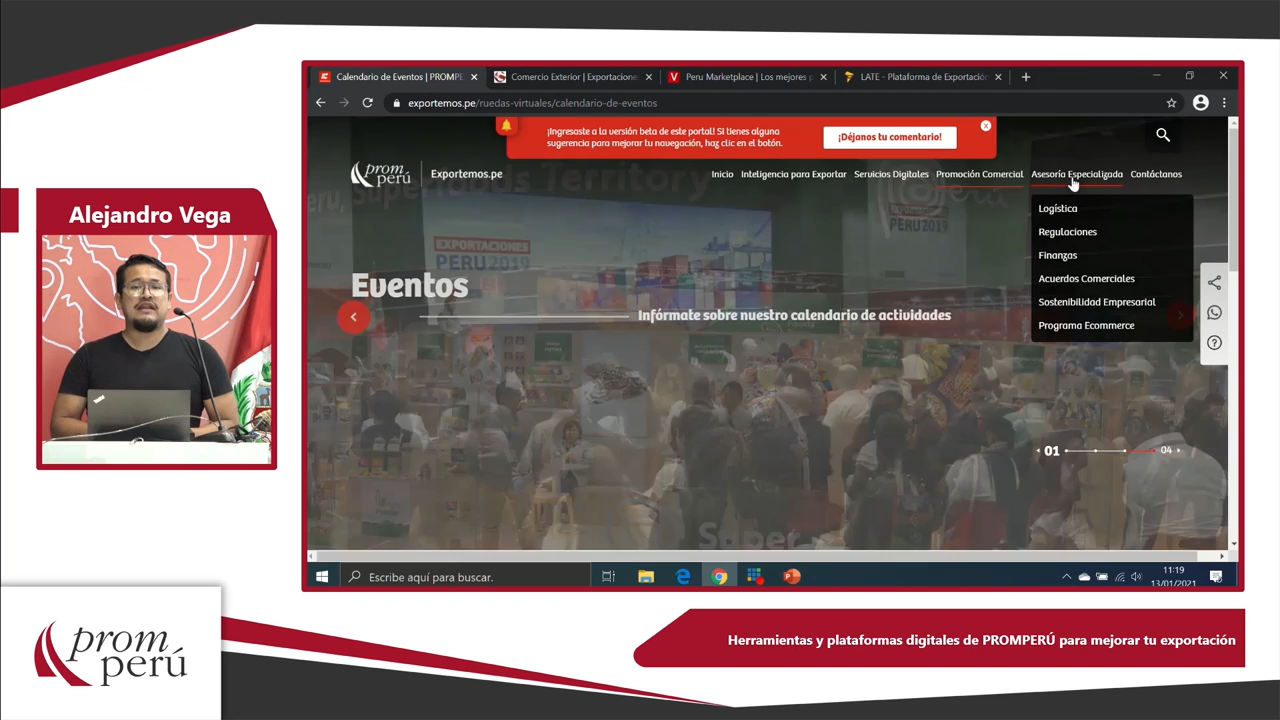 Alejandro Vega
Calendario de Eventos | PROMPE
Comercio Exterior | Exportacione
Peru Marketplace | Los mejores p
LATE - Plataforma de Exportación
exportemos.pe/ruedas-virtuales/calendario-de-eventos
¡Ingresaste a la versión beta de este portal! Si tienes alguna
sugerencia para mejorar tu navegación, haz clic en el botón.
¡Déjanos tu comentario!
prom
perú
Exportemos.pe
Inicio
Inteligencia para Exportar
Servicios Digitales
Promoción Comercial
Asesoría Especializada
Contáctanos
Logística
Regulaciones
Finanzas
Acuerdos Comerciales
Sostenibilidad Empresarial
Programa Ecommerce
Territory
EXPORTACIONES
PERU2019
PERU2019
Eventos
Infórmate sobre nuestro calendario de actividades
01
04
Super
Escribe aquí para buscar.
11:19
13/01/2021
prom
perú
Herramientas y plataformas digitales de PROMPERÚ para mejorar tu exportación